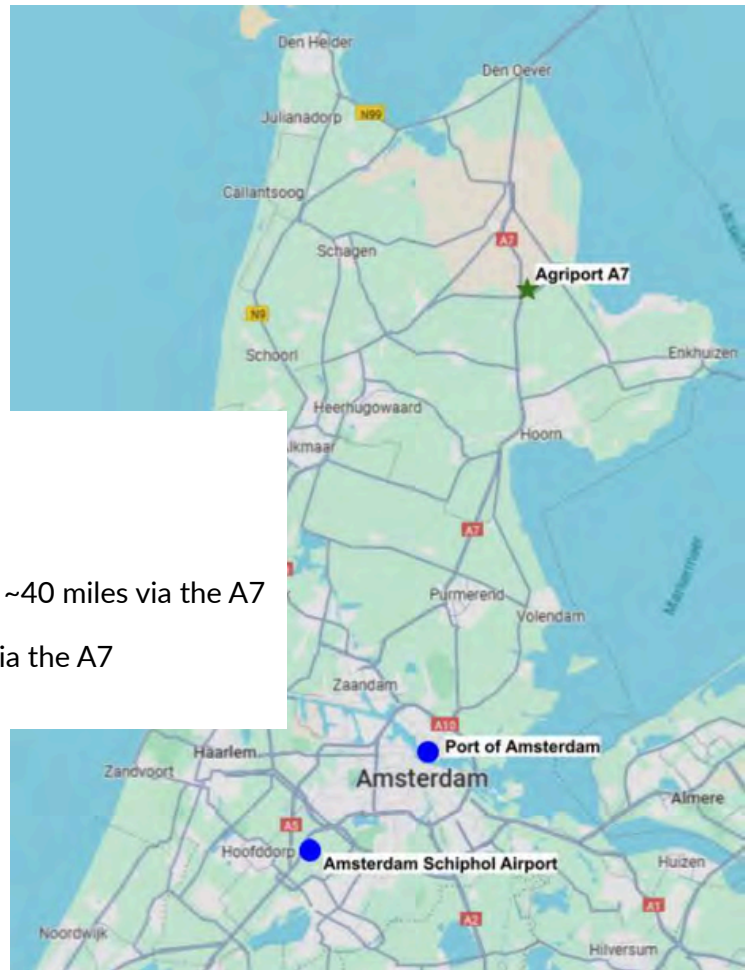 Den Helder
Den Oever
Julianadorp
N99
Callantsoog
A7
Schagen
Agriport A7
N9
Schoorl
Enkhuizen
Heerhugowaard
Hoorn
lkmaar
A7
~40 miles via the A7
Purmerend
Markermeer
Volendam
ia the A7
Zaandam
A10
Haarlem
Port of Amsterdam
Zandvoort
Amsterdam
Almere
A5
Hoofddorp
Amsterdam Schiphol Airport
Huizen
A1
A2
Noordwijk
Hilversum